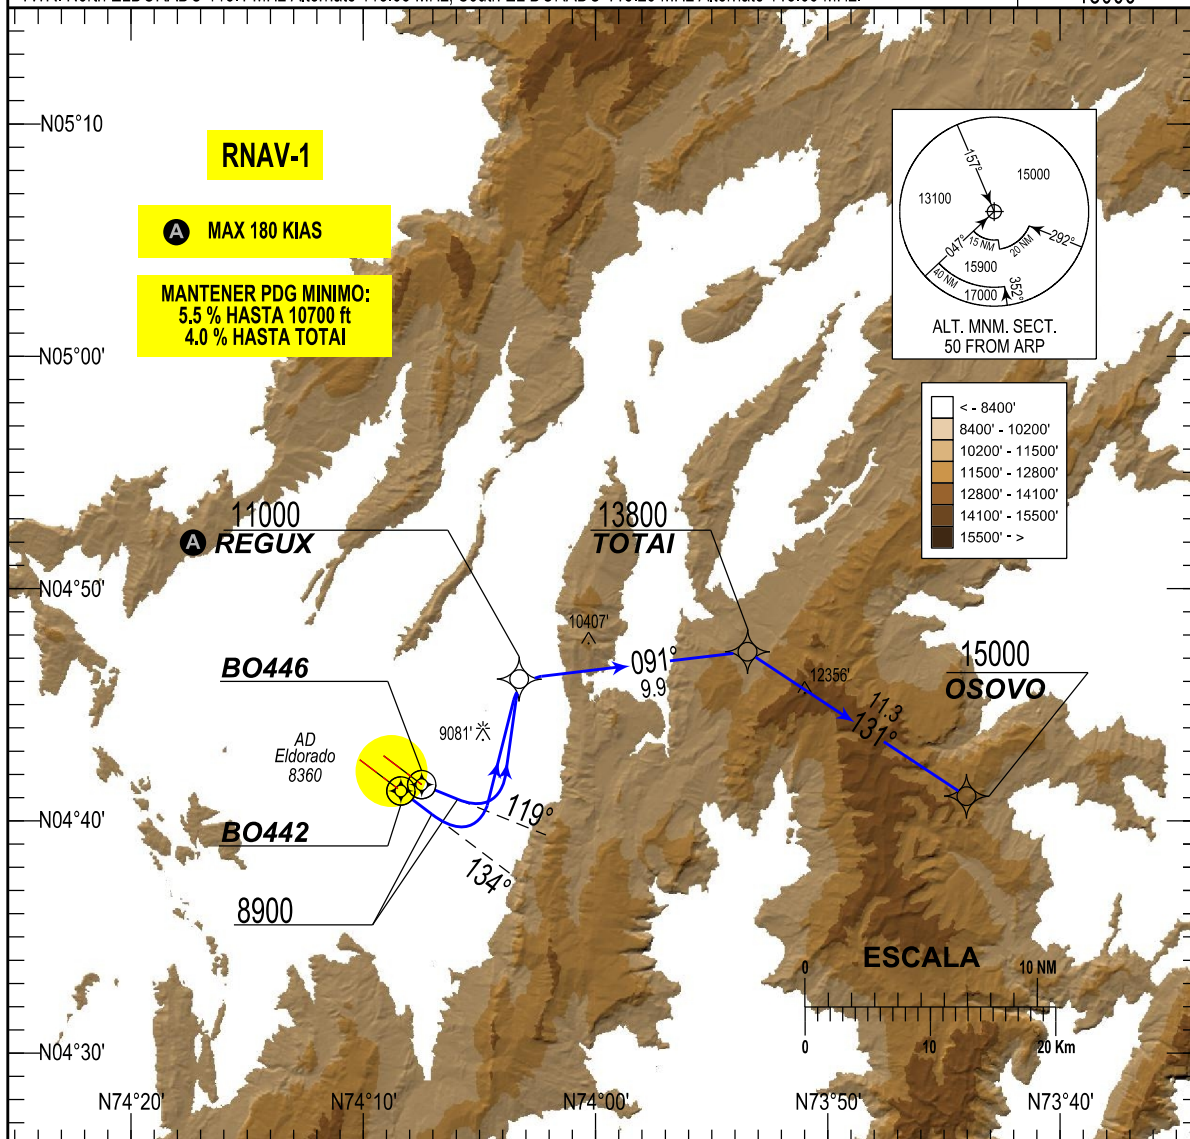 N05°10
RNAV-1
A MAX 180 KIAS
MANTENER PDG MINIMO:
5.5 % HASTA 10700 ft
4.0 % HASTA TOTAI
157°
15000
13100
047°
15 NM
20 NM
292°
15900
40 NM
17000
352°
ALT. MNM. SECT.
50 FROM ARP
N05°00'
< - 8400'
8400' - 10200'
10200' - 11500'
11500' - 12800'
12800' - 14100'
14100' - 15500'
15500' - >
11000
A REGUX
13800
TOTAI
N04°50
10407'
091°
9.9
12356'
15000
OSOVO
11.3
131°
BO446
9081'
AD
Eldorado
8360
BO442
119°
134°
N04°40
8900
ESCALA
0
10 NM
0
10
20 Km
N04°30'
N74°20'
N74°10'
N74°00'
N73°50'
N73°40'